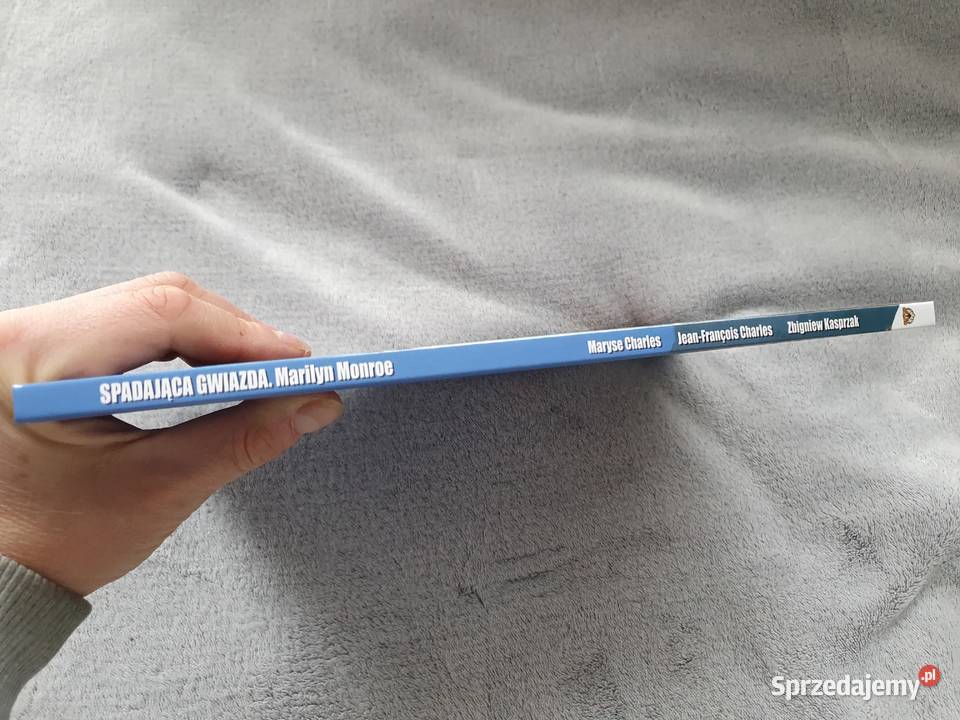 SPADAJĄCA GWIAZDA. Marilyn Monroe Maryse Charles Jean-François Charles Zbigniew Kasprzak
Sprzedajemy.pl